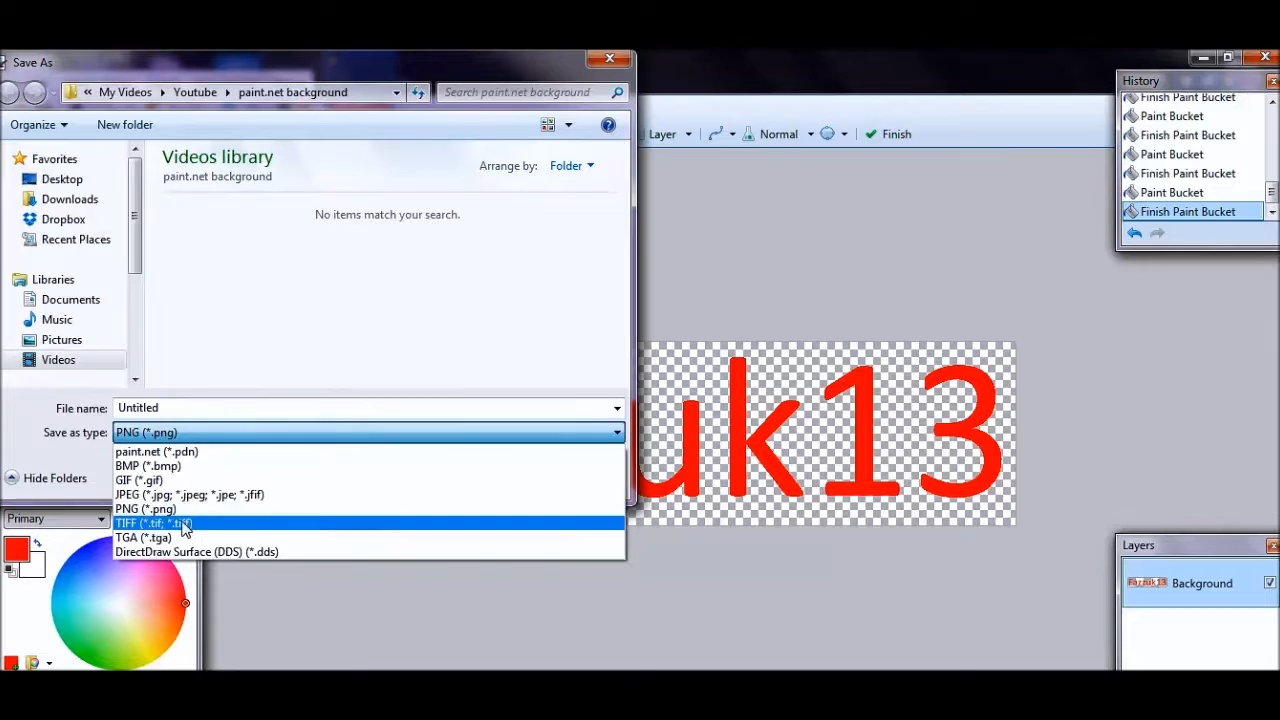 Save As
« My Videos Youtube paint.net background
Search paint.net background
Organize
New folder
Favorites
Desktop
Downloads
Dropbox
Recent Places
Libraries
Documents
Music
Pictures
Videos
Videos library
paint.net background
Arrange by: Folder
No items match your search.
File name: Untitled
Save as type: PNG (*.png)
paint.net (*.pdn)
BMP (*.bmp)
GIF (*.gif)
JPEG (*.jpg; *.jpeg; *.jpe; *.jfif)
PNG (*.png)
TIFF (*.tif; *.tiff)
TGA (*.tga)
DirectDraw Surface (DDS) (*.dds)
Hide Folders
Primary
Layer
Normal
Finish
uk13
History
Finish Paint Bucket
Paint Bucket
Finish Paint Bucket
Paint Bucket
Finish Paint Bucket
Paint Bucket
Finish Paint Bucket
Layers
Background